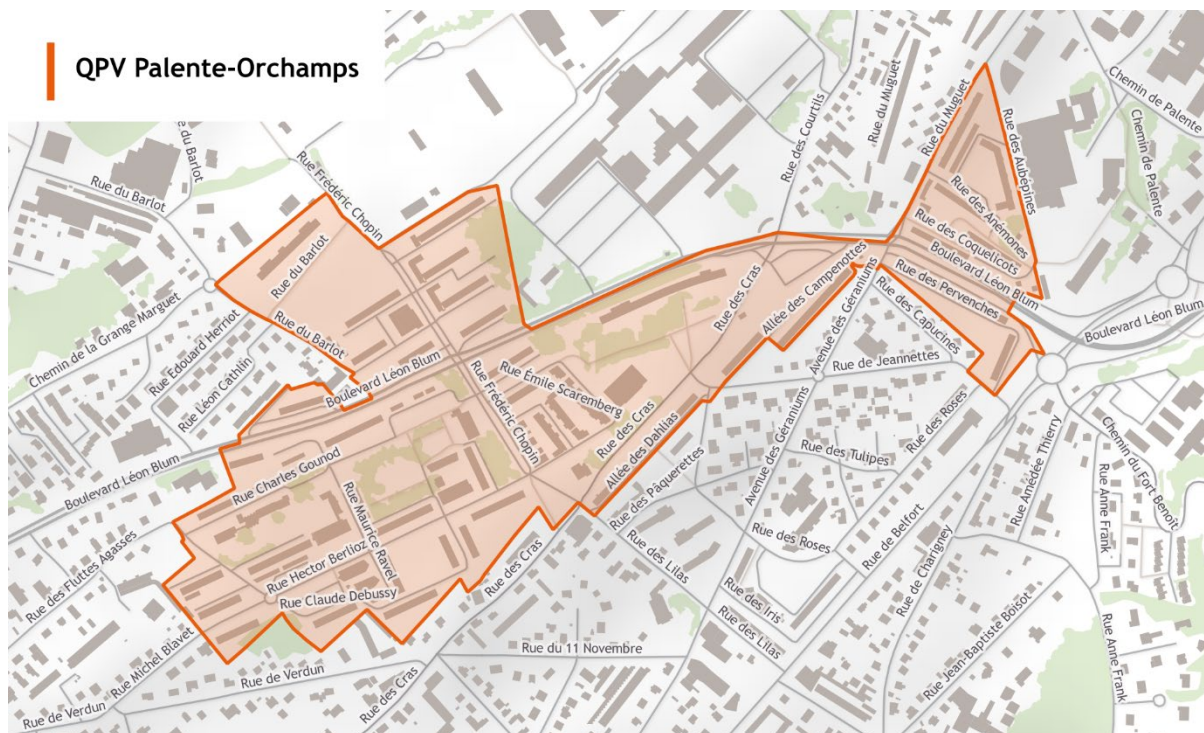 QPV Palente-Orchamps
Rue du Barlot
Rue du Barlot
Rue Frédéric Chopin
Rue des Courtils
Rue du Muguet
Rue du Muguet
Rue des Aubépines
Chemin de Palente
Chemin de Palente
Rue du Barlot
Rue des Anémones
Rue des Coquelicots
Boulevard Léon Blum
Rue des Pervenches
Boulevard Léon Blum
Chemin de la Grange Marguet
Rue Edouard Herriot
Rue du Barlot
Rue Léon Cathlin
Boulevard Léon Blum
Rue Frédéric Chopin
Rue Émile Scaremberg
Rue des Cras
Allée des Campenottes
Avenue des Géraniums
Rue des Capucines
Rue de Jeannettes
Rue des Cras
Allée des Dahlias
Rue des Roses
Boulevard Léon Blum
Rue Charles Gounod
Rue Maurice Ravel
Rue des Pâquerettes
Avenue des Géraniums
Rue des Tulipes
Rue Amédée Thierry
Chemin du Fort Benoit
Rue Anne Frank
Rue des Fluttes Agasses
Rue Hector Berlioz
Rue Claude Debussy
Rue des Cras
Rue des Lilas
Rue des Roses
Rue de Belfort
Rue de Charigney
Rue des Iris
Rue des Lilas
Rue Michel Blavet
Rue de Verdun
Rue de Verdun
Rue des Cras
Rue du 11 Novembre
Rue Jean-Baptiste Boisot
Rue Anne Frank